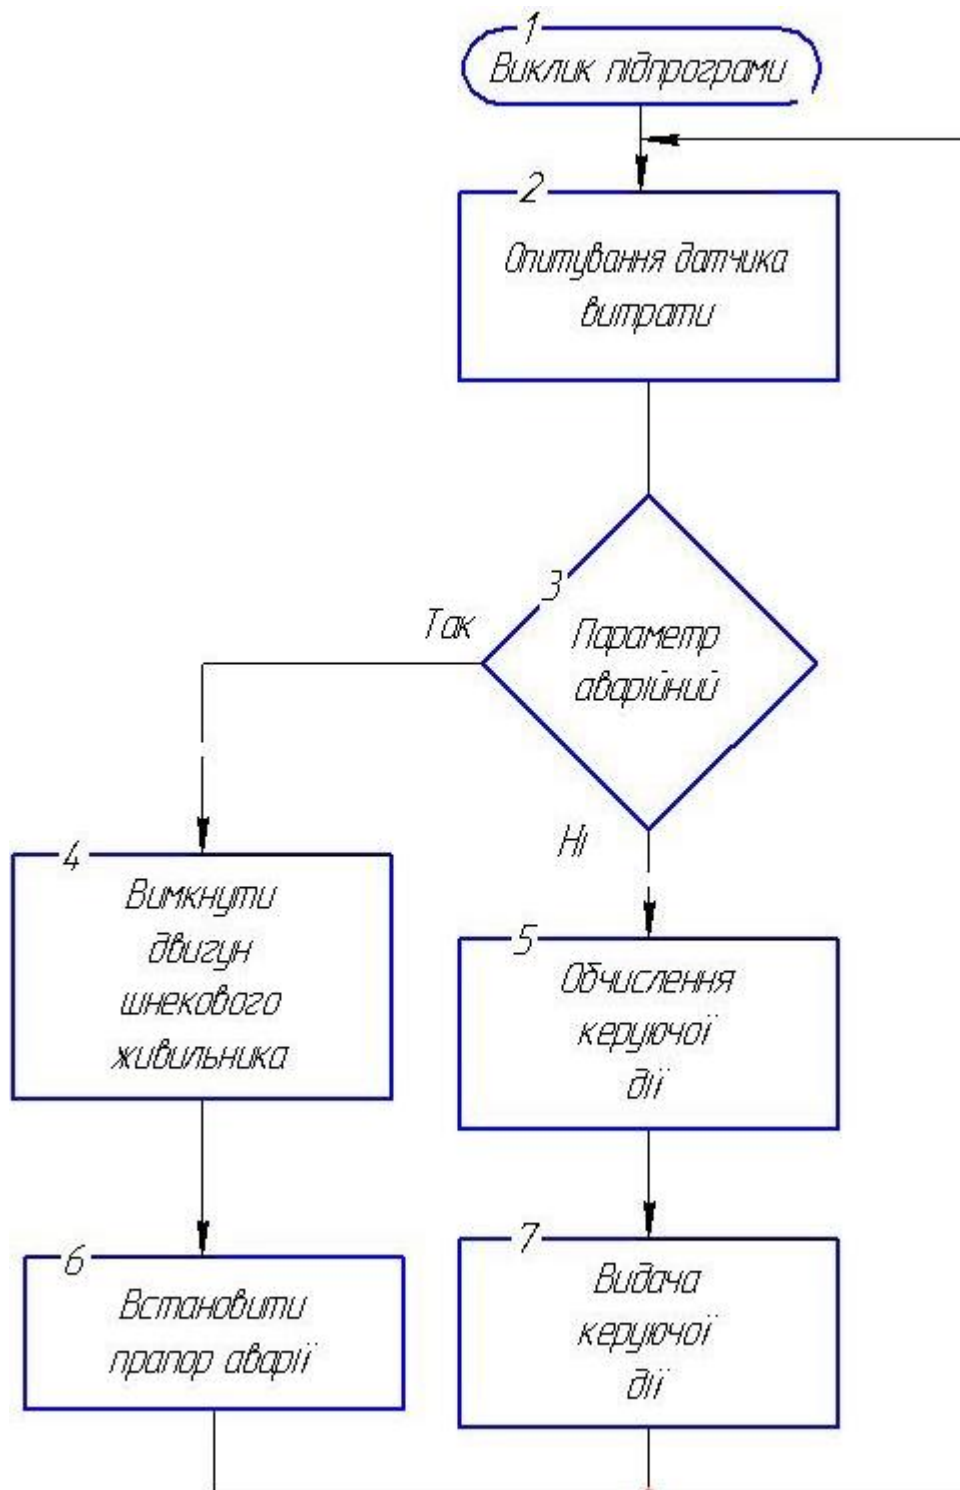 1
Виклик підпрограми
2
Опитування датчика
витрати
3
Так
Параметр
аварійний
Ні
4
Вимкнути
двигун
шнекового
живильника
5
Обчислення
керуючої
дії
6
Встановити
прапор аварії
7
Видача
керуючої
дії